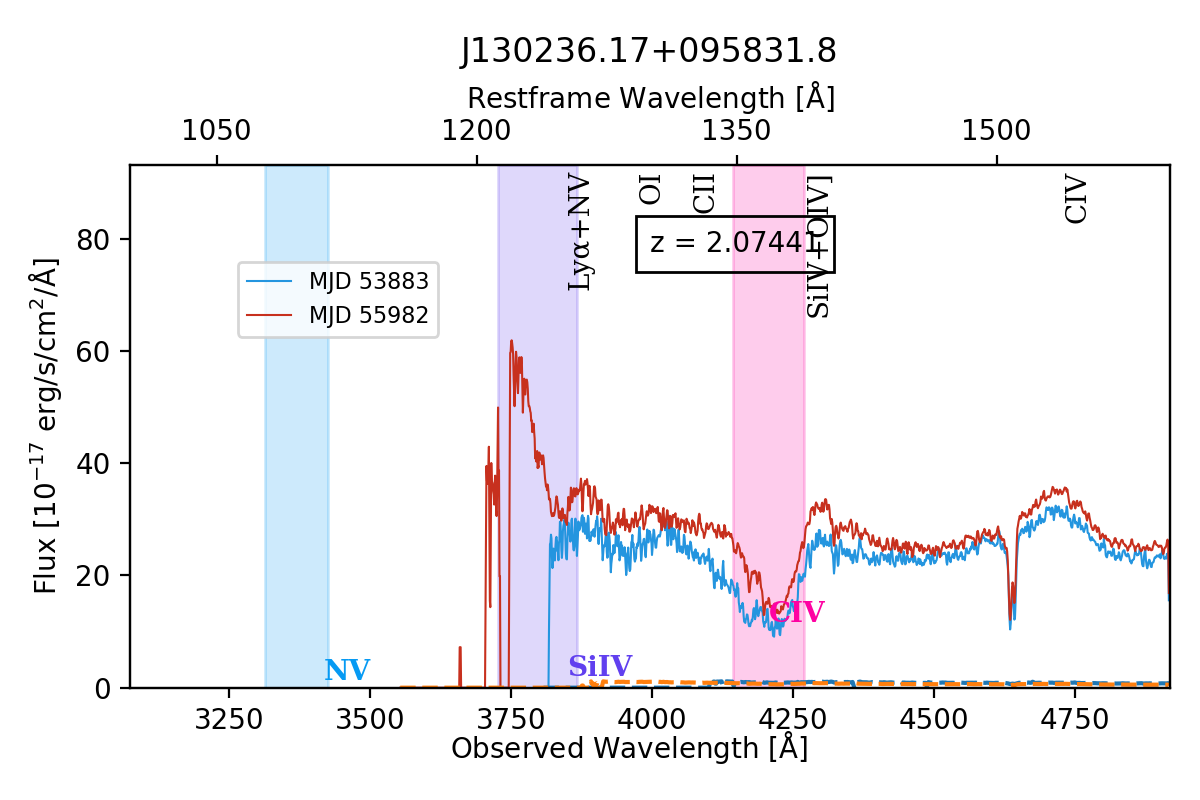 J130236.17+095831.8
Restframe Wavelength [Å]
1050 1200 1350 1500
Lyα+NV
OI
CII
SiIV+OIV]
CIV
z = 2.07441
MJD 53883
MJD 55982
Flux [10⁻¹⁷ erg/s/cm²/Å]
80
60
40
20
0
NV
SiIV
CIV
3250 3500 3750 4000 4250 4500 4750
Observed Wavelength [Å]